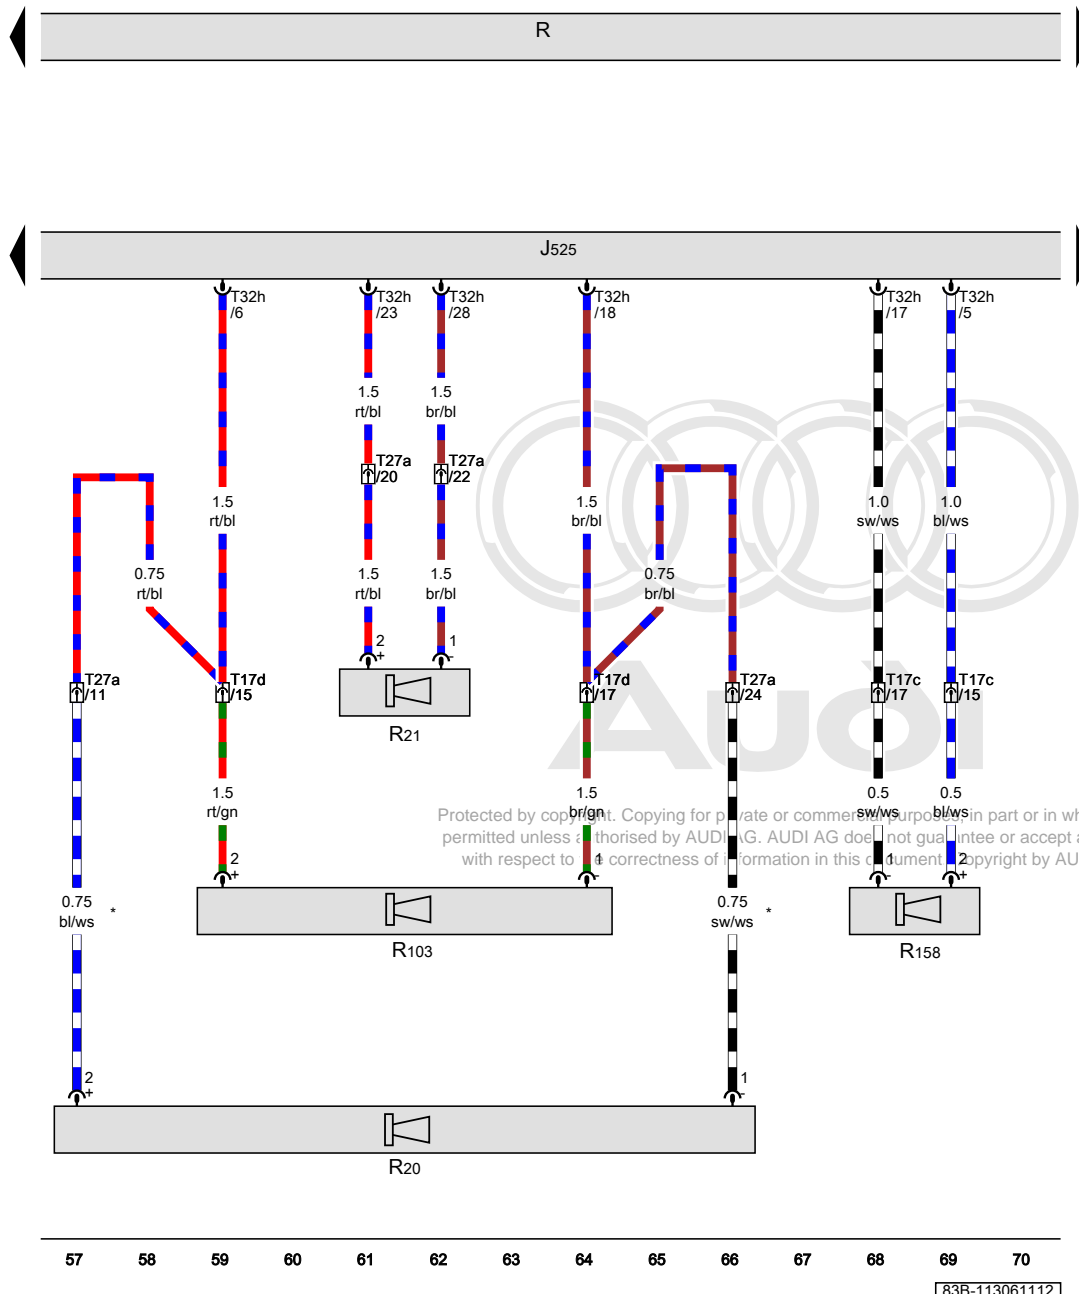 R
J525
T32h
/6
T32h
/23
T32h
/28
T32h
/18
T32h
/17
T32h
/5
1.5
rt/bl
1.5
br/bl
T27a
/20
T27a
/22
1.5
rt/bl
1.5
br/bl
1.0
sw/ws
1.0
bl/ws
0.75
rt/bl
1.5
rt/bl
1.5
br/bl
0.75
br/bl
2
+
1
-
T27a
/11
T17d
/15
R21
T17d
/17
T27a
/24
T17c
/17
T17c
/15
Audi
1.5
rt/gn
1.5
br/gn
0.5
sw/ws
0.5
bl/ws
Protected by copyright. Copying for private or commercial purposes, in part or in
permitted unless authorised by AUDI AG. AUDI AG does not guarantee or accept
with respect to the correctness of information in this document. Copyright by
2
+
1
-
1
-
2
+
0.75
bl/ws
*
R103
0.75
sw/ws
*
R158
2
+
1
-
R20
57 58 59 60 61 62 63 64 65 66 67 68 69 70
83B-113061112